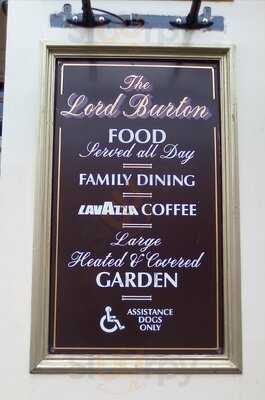 The
Lord Burton
FOOD
Served all Day
FAMILY DINING
LAVAZZA COFFEE
Large
Heated & Covered
GARDEN
ASSISTANCE
DOGS
ONLY